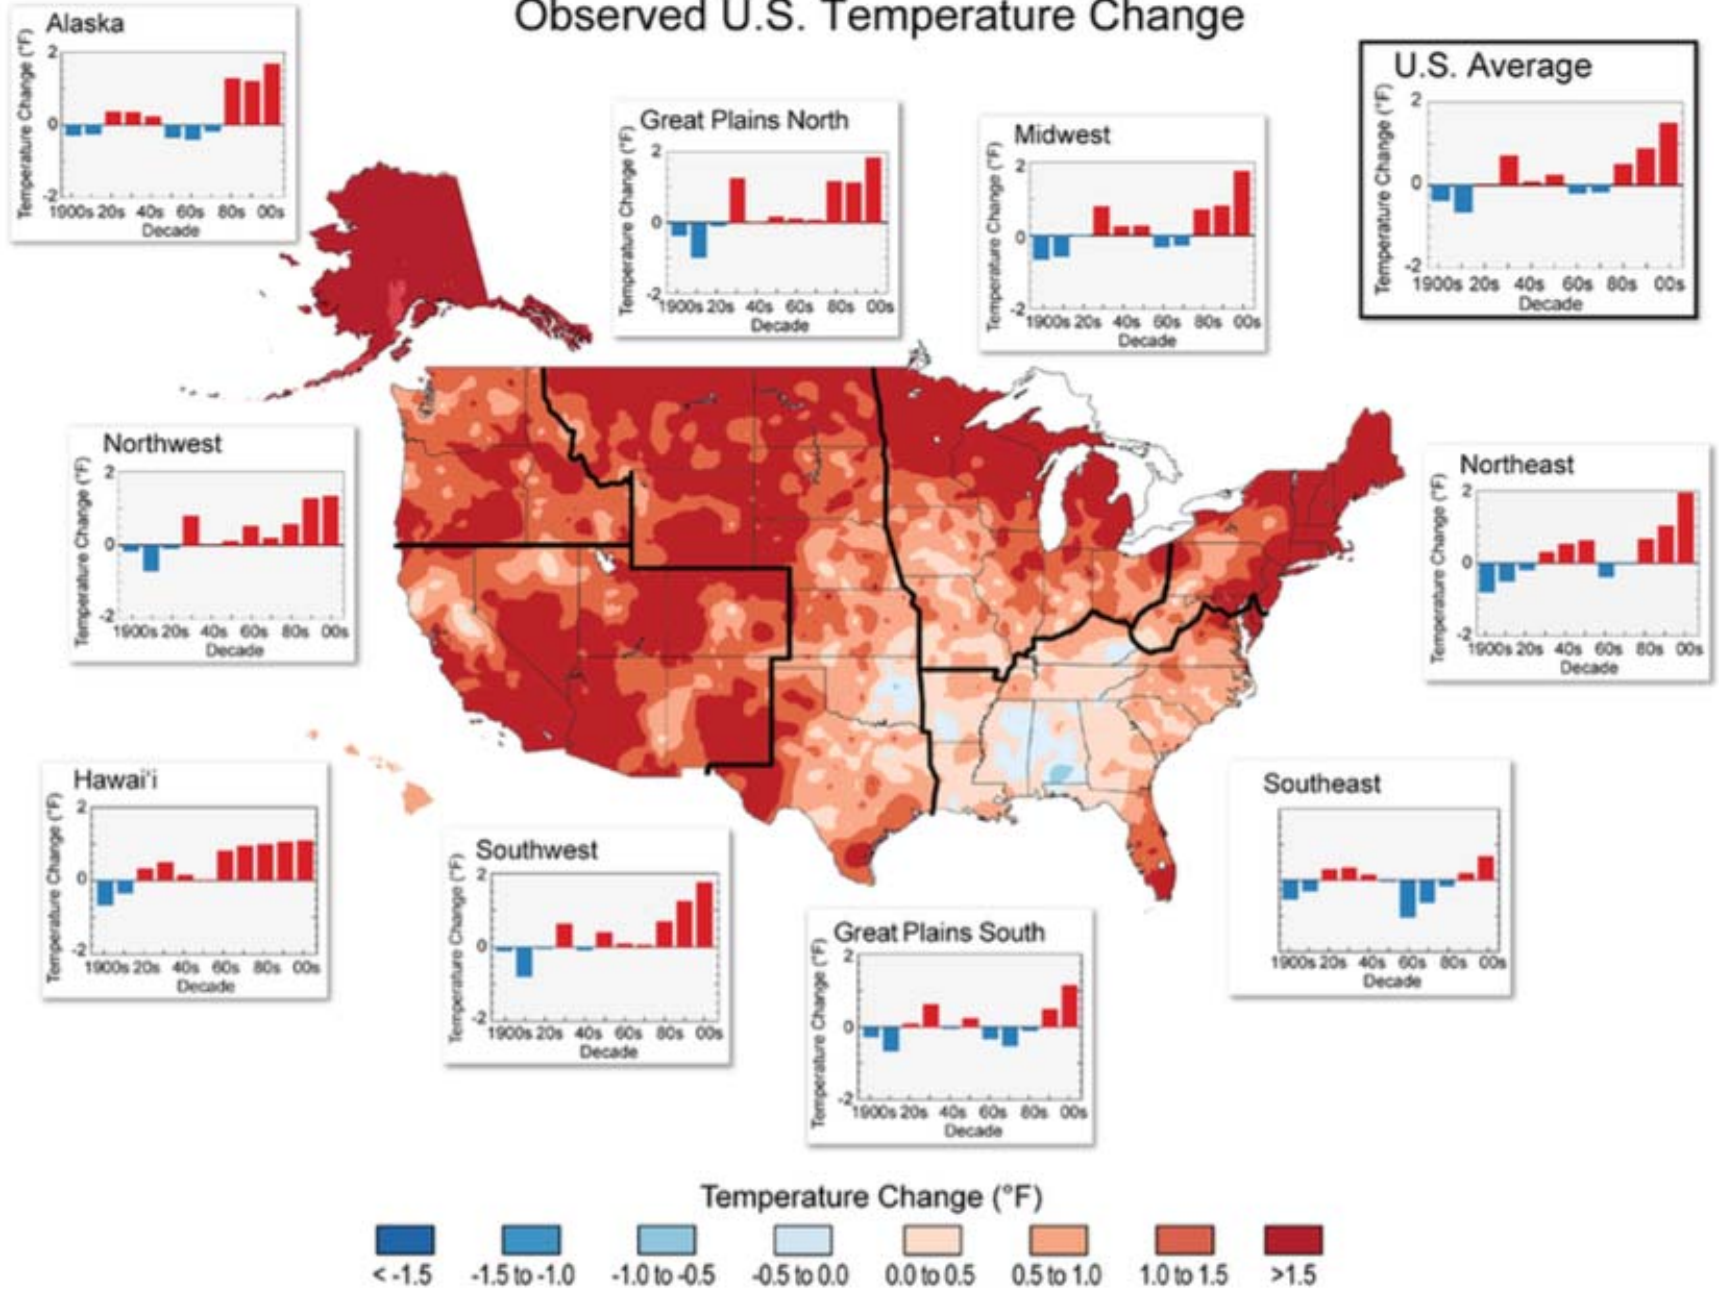 Observed U.S. Temperature Change
Alaska
Temperature Change (°F)
2
0
-2
1900s 20s 40s 60s 80s 00s
Decade
Great Plains North
Temperature Change (°F)
2
0
-2
1900s 20s 40s 60s 80s 00s
Decade
Midwest
Temperature Change (°F)
2
0
-2
1900s 20s 40s 60s 80s 00s
Decade
U.S. Average
Temperature Change (°F)
2
0
-2
1900s 20s 40s 60s 80s 00s
Decade
Northwest
Temperature Change (°F)
2
0
-2
1900s 20s 40s 60s 80s 00s
Decade
Northeast
Temperature Change (°F)
2
0
-2
1900s 20s 40s 60s 80s 00s
Decade
Hawai'i
Temperature Change (°F)
2
0
-2
1900s 20s 40s 60s 80s 00s
Decade
Southwest
Temperature Change (°F)
2
0
-2
1900s 20s 40s 60s 80s 00s
Decade
Great Plains South
Temperature Change (°F)
2
0
-2
1900s 20s 40s 60s 80s 00s
Decade
Southeast
1900s 20s 40s 60s 80s 00s
Decade
Temperature Change (°F)
< -1.5 -1.5 to -1.0 -1.0 to -0.5 -0.5 to 0.0 0.0 to 0.5 0.5 to 1.0 1.0 to 1.5 >1.5